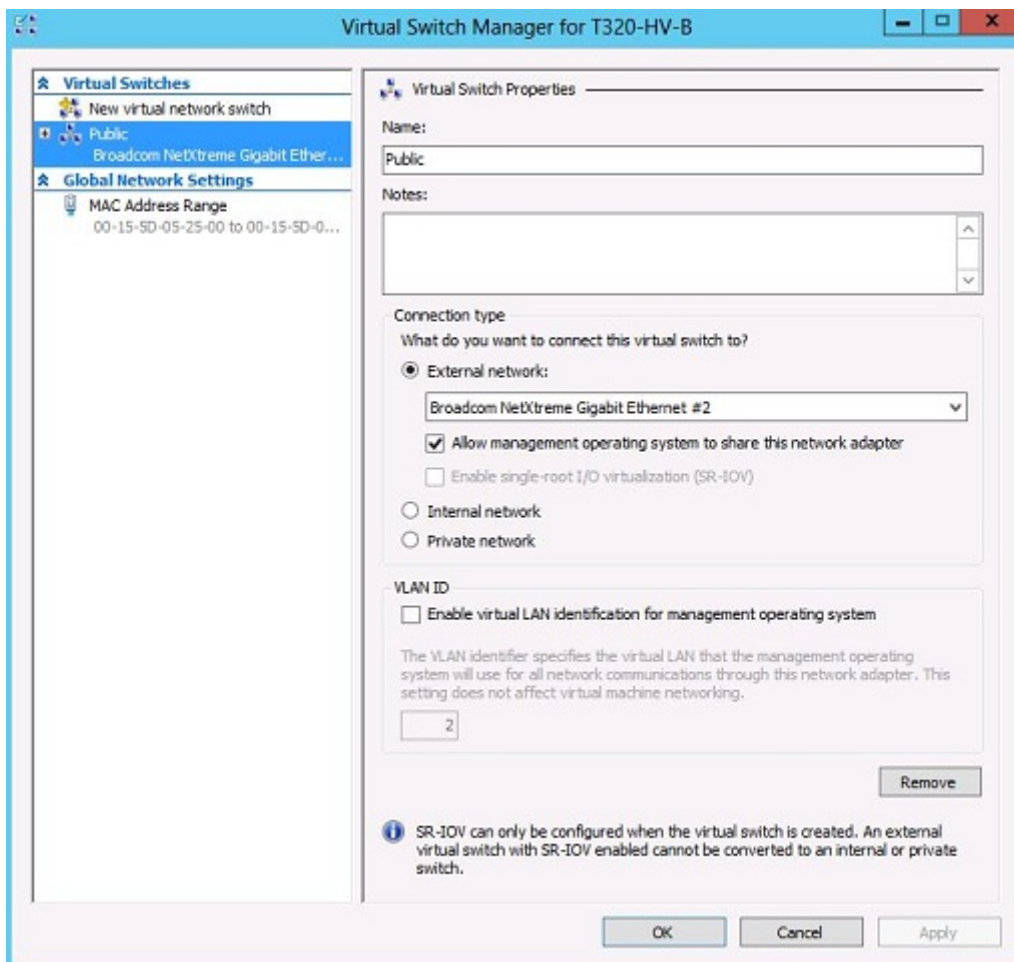 Virtual Switch Manager for T320-HV-B
Virtual Switches
New virtual network switch
Public
Broadcom NetXtreme Gigabit Ether...
Global Network Settings
MAC Address Range
00-15-5D-05-25-00 to 00-15-5D-0...
Virtual Switch Properties
Name:
Public
Notes:
Connection type
What do you want to connect this virtual switch to?
External network:
Broadcom NetXtreme Gigabit Ethernet #2
Allow management operating system to share this network adapter
Enable single-root I/O virtualization (SR-IOV)
Internal network
Private network
VLAN ID
Enable virtual LAN identification for management operating system
The VLAN identifier specifies the virtual LAN that the management operating
system will use for all network communications through this network adapter. This
setting does not affect virtual machine networking.
2
Remove
SR-IOV can only be configured when the virtual switch is created. An external
virtual switch with SR-IOV enabled cannot be converted to an internal or private
switch.
OK
Cancel
Apply